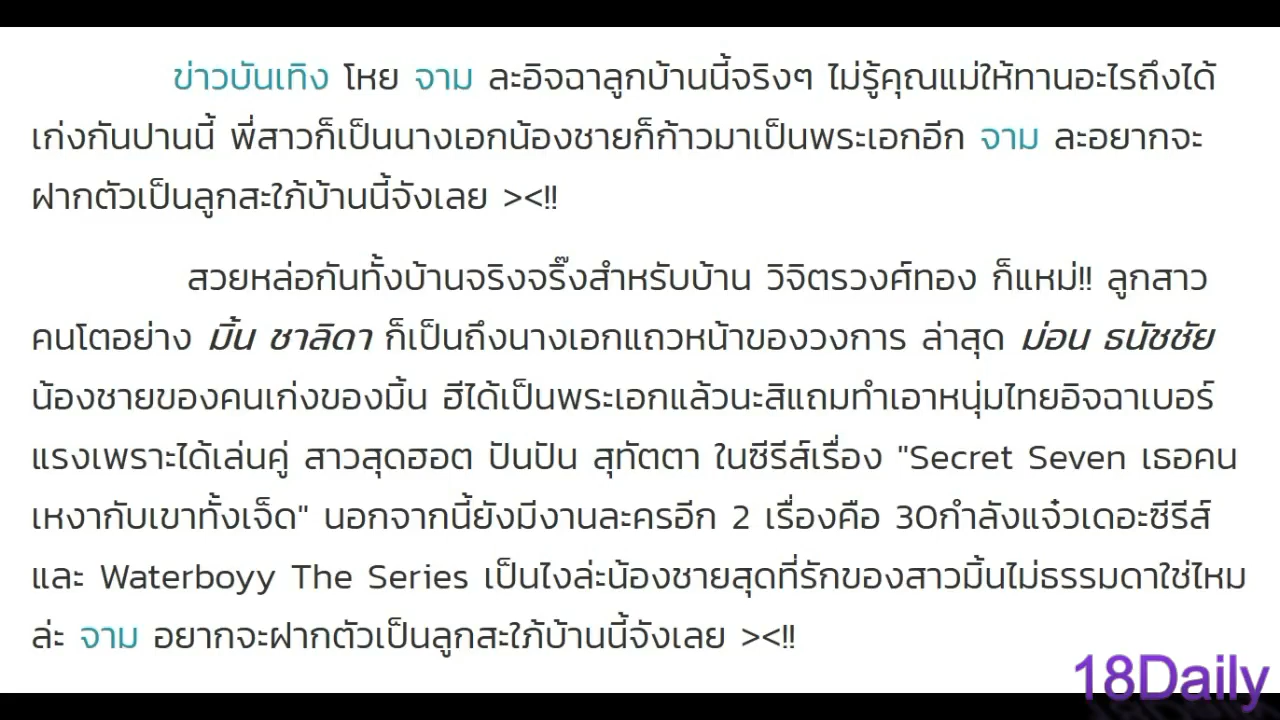 ข่าวบันเทิง โหย จาม ละอิจฉาลูกบ้านนี้จริงๆ ไม่รู้คุณแม่ให้ทานอะไรถึงได้
เก่งกันปานนี้ พี่สาวก็เป็นนางเอกน้องชายก็ก้าวมาเป็นพระเอกอีก จาม ละอยากจะ
ฝากตัวเป็นลูกสะใภ้บ้านนี้จังเลย ><!!
สวยหล่อกันทั้งบ้านจริงจริ๊งสำหรับบ้าน วิจิตรวงศ์ทอง ก็แหม่!! ลูกสาว
คนโตอย่าง มิ้น ชาลิดา ก็เป็นถึงนางเอกแถวหน้าของวงการ ล่าสุด ม่อน ธนัชชัย
น้องชายของคนเก่งของมิ้น ฮีได้เป็นพระเอกแล้วนะสิแถมทำเอาหนุ่มไทยอิจฉาเบอร์
แรงเพราะได้เล่นคู่ สาวสุดฮอต ปันปัน สุทัตตา ในซีรีส์เรื่อง "Secret Seven เธอคน
เหงากับเขาทั้งเจ็ด" นอกจากนี้ยังมีงานละครอีก 2 เรื่องคือ 30กำลังแจ๋วเดอะซีรีส์
และ Waterboyy The Series เป็นไงล่ะน้องชายสุดที่รักของสาวมิ้นไม่ธรรมดาใช่ไหม
ล่ะ จาม อยากจะฝากตัวเป็นลูกสะใภ้บ้านนี้จังเลย ><!!
18Daily